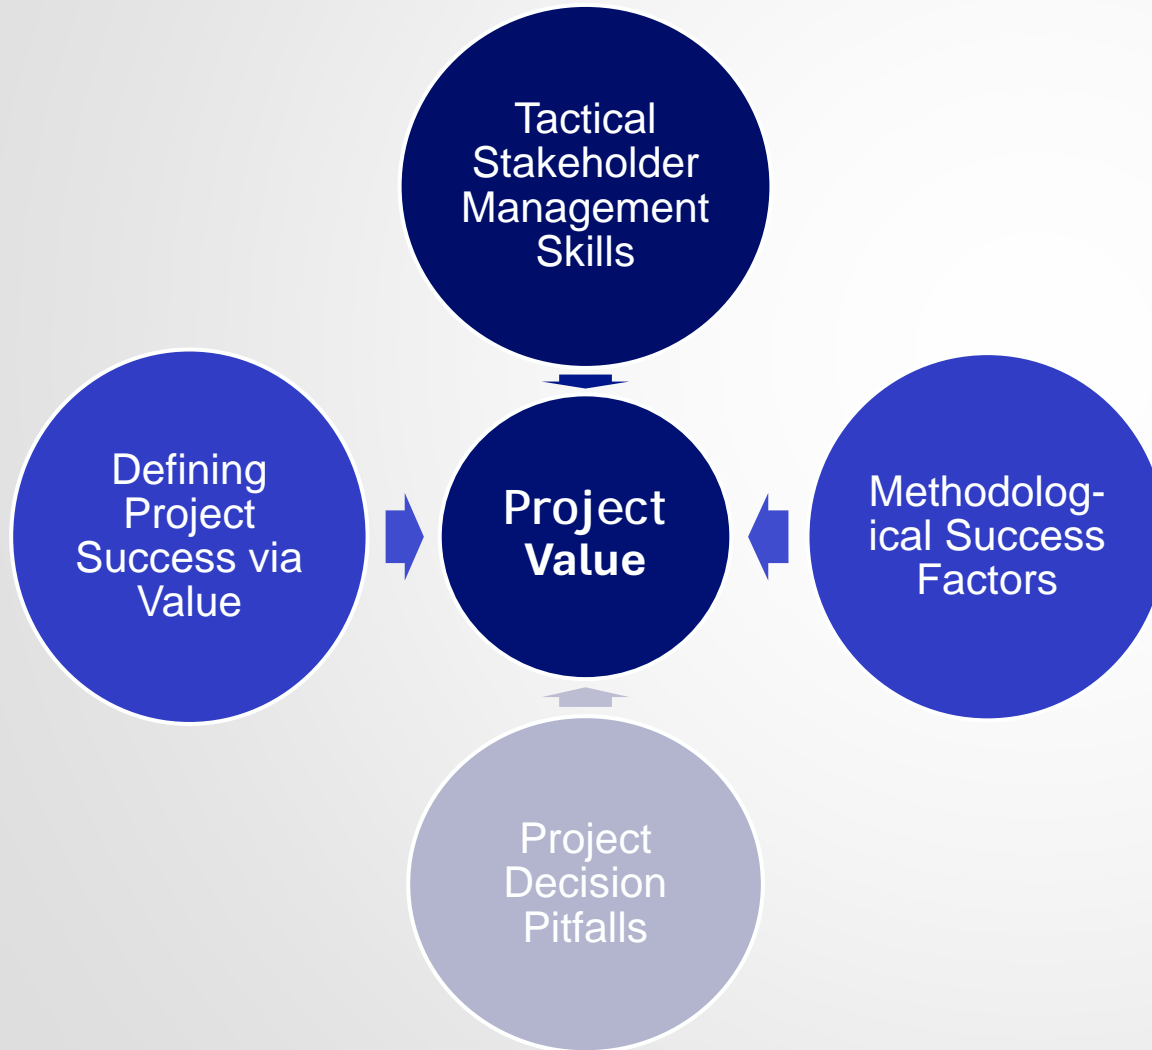 Tactical
Stakeholder
Management
Skills
Defining
Project
Success via
Value
Project
Value
Methodolog-
ical Success
Factors
Project
Decision
Pitfalls